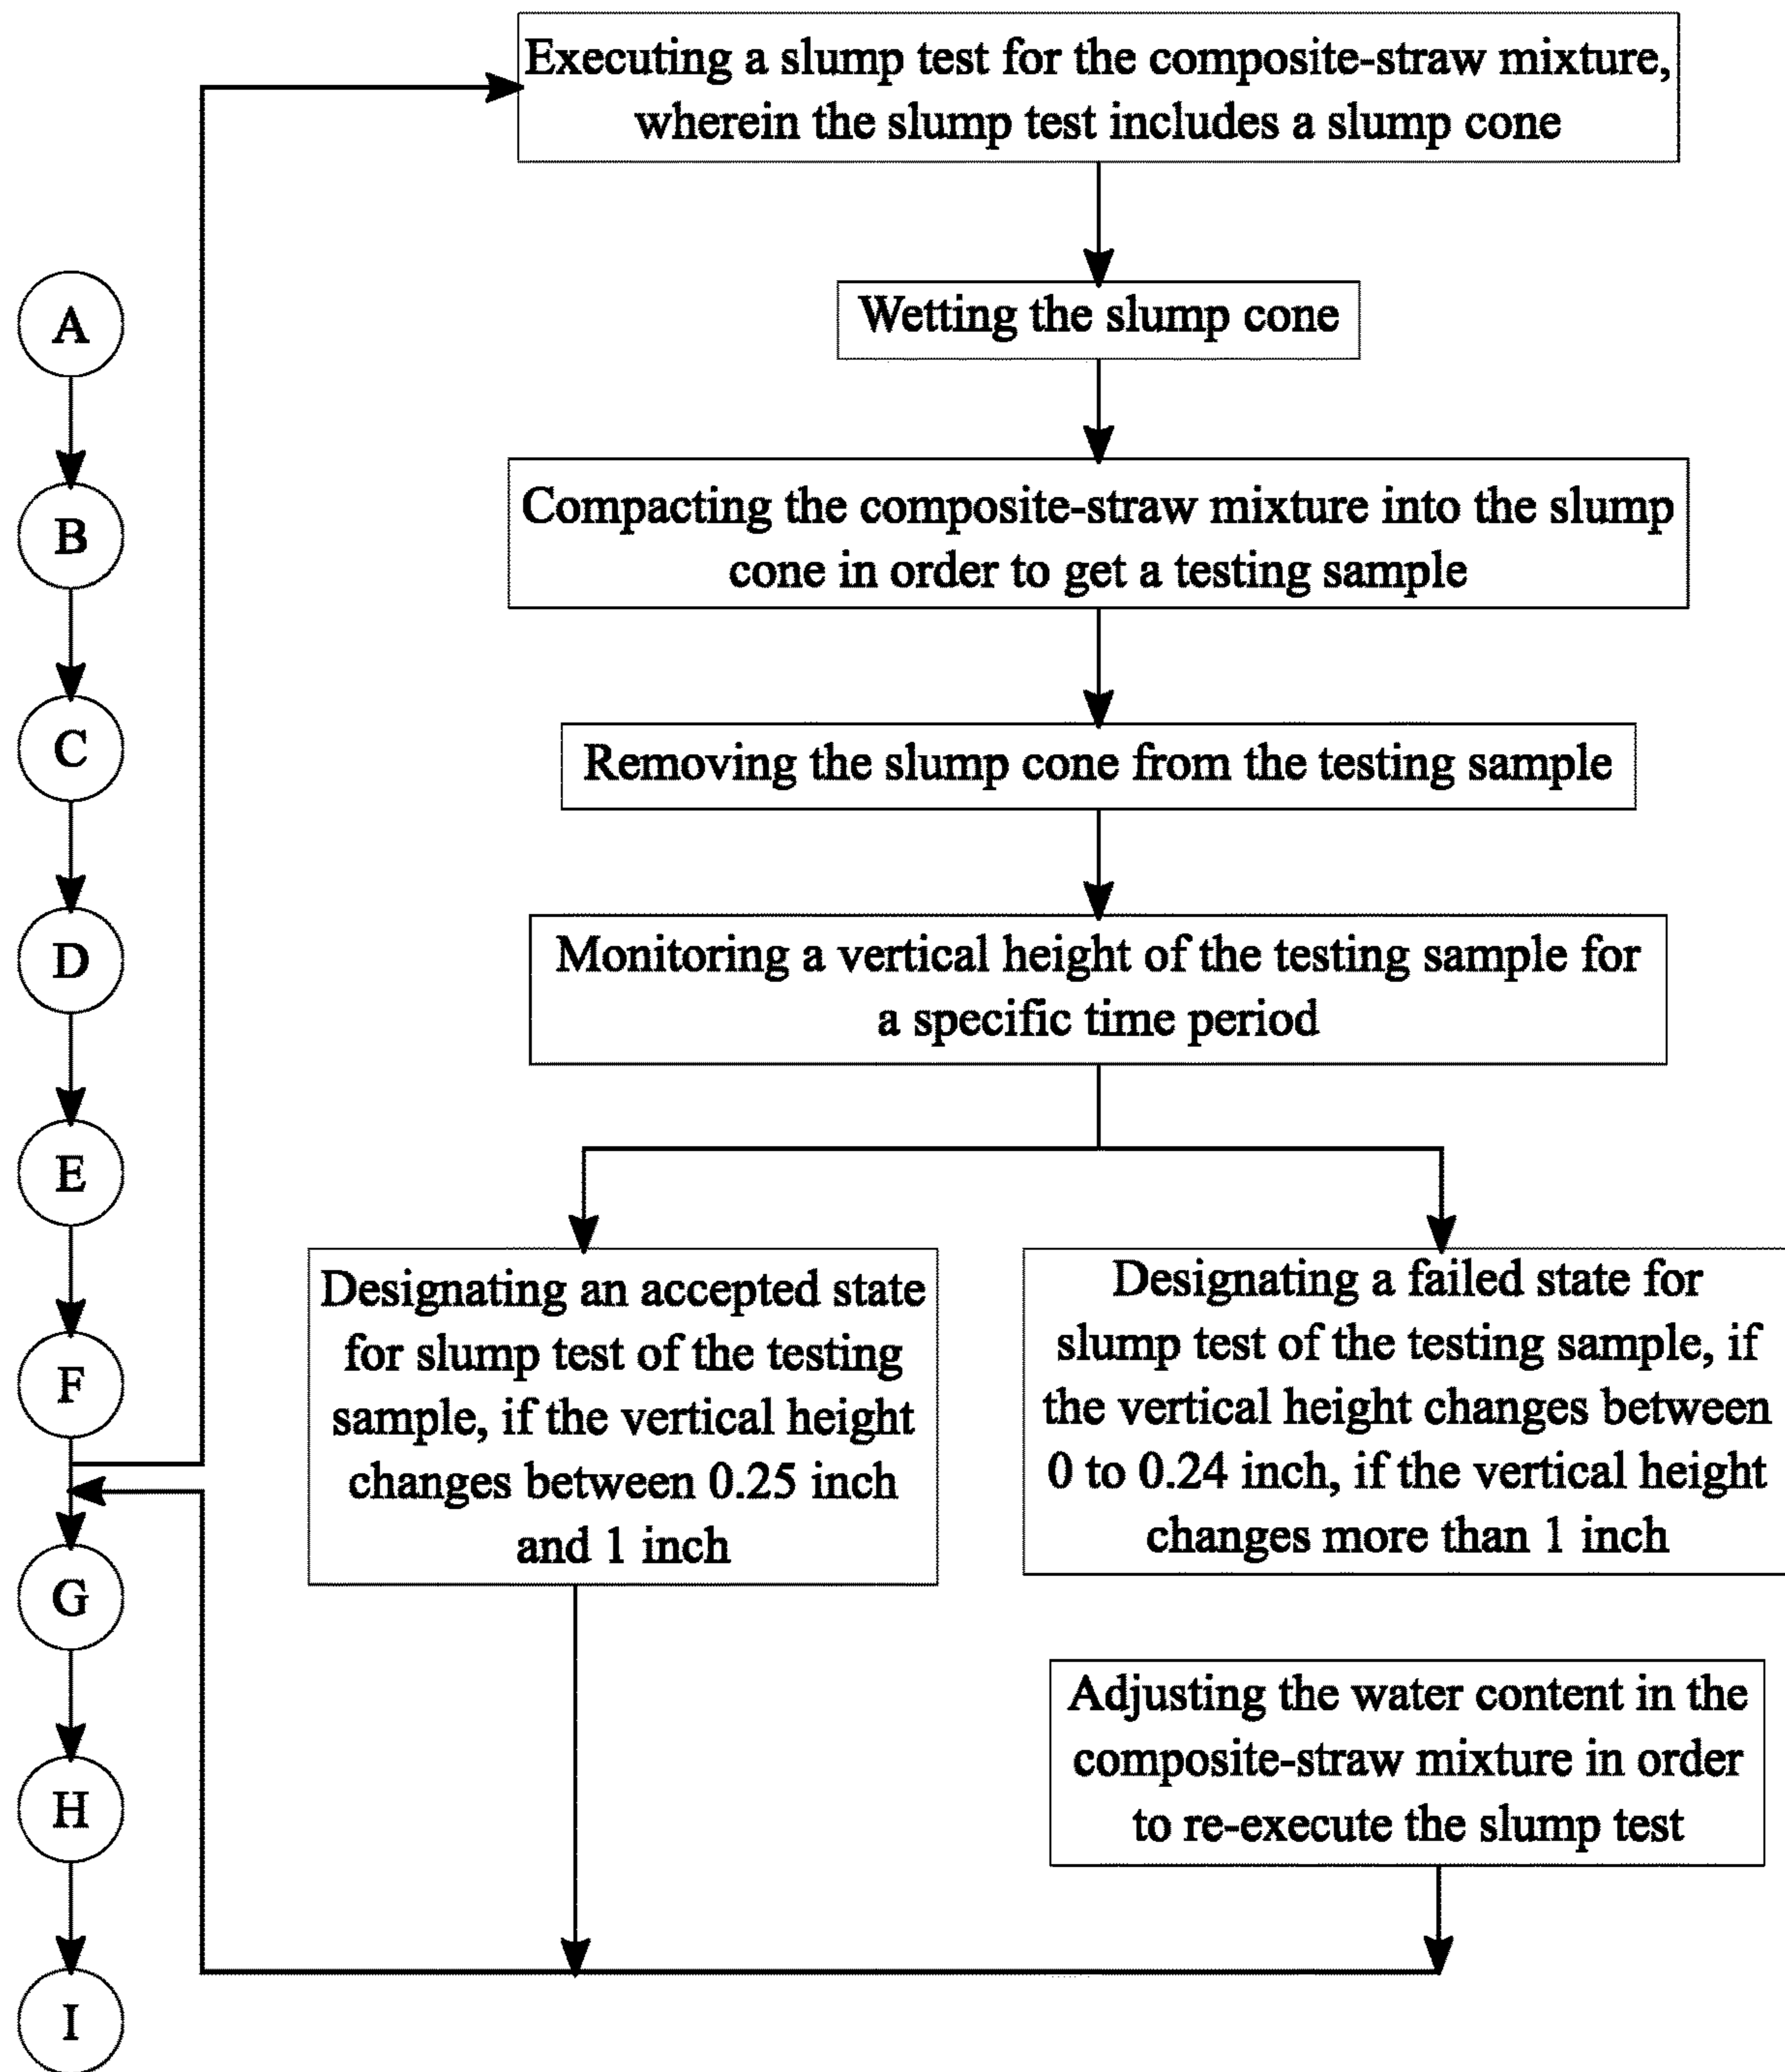 Executing a slump test for the composite-straw mixture,
wherein the slump test includes a slump cone
Wetting the slump cone
Compacting the composite-straw mixture into the slump
cone in order to get a testing sample
Removing the slump cone from the testing sample
Monitoring a vertical height of the testing sample for
a specific time period
Designating an accepted state
for slump test of the testing
sample, if the vertical height
changes between 0.25 inch
and 1 inch
Designating a failed state for
slump test of the testing sample, if
the vertical height changes between
0 to 0.24 inch, if the vertical height
changes more than 1 inch
Adjusting the water content in the
composite-straw mixture in order
to re-execute the slump test
A
B
C
D
E
F
G
H
I